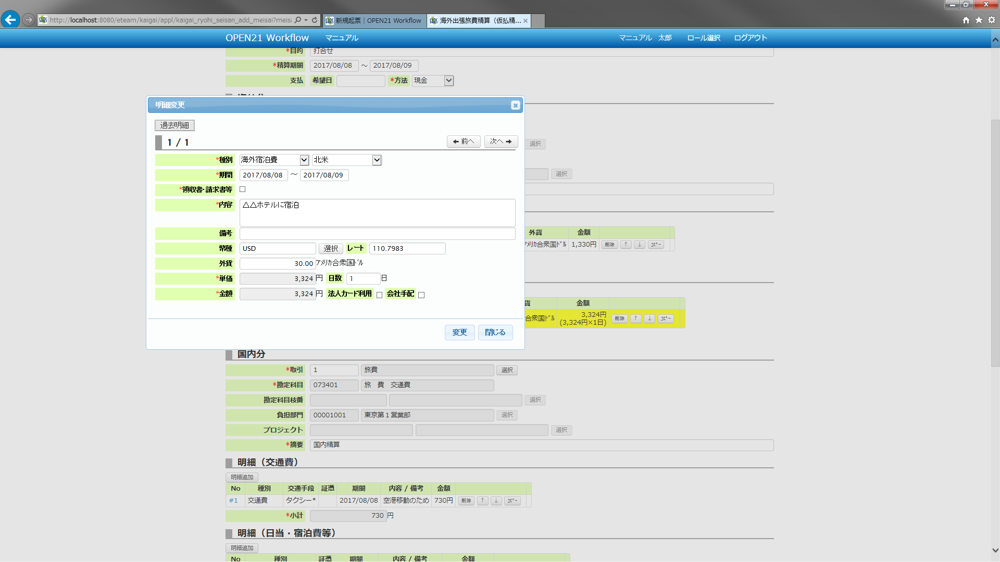 http://localhost:8080/eteam/kaigai/appl/kaigai_ryohi_seisan_add_meisai?meis
新規起票 | OPEN21 Workflow
海外出張旅費精算（仮払精...
OPEN21 Workflow マニュアル マニュアル 太郎 ロール選択 ログアウト
*目的 打合せ
*精算期間 2017/08/08 ～ 2017/08/09
支払 希望日 *方法 現金
明細変更
過去明細
1 / 1 前へ 次へ
選択
*種別 海外宿泊費 北米
*期間 2017/08/08 ～ 2017/08/09
選択
*領収書・請求書等
*内容 △△ホテルに宿泊
備考
外貨 金額
アメリカ合衆国ドル 1,330円 削除 ↑ ↓ コピー
幣種 USD 選択 レート 110.7983
外貨 30.00 アメリカ合衆国ドル
*単価 3,324 円 日数 1 日
*金額 3,324 円 法人カード利用 会社手配
貨 金額
合衆国ドル 3,324円 削除 ↑ ↓ コピー
(3,324円×1日)
変更 閉じる
国内分
*取引 1 旅費 選択
*勘定科目 073401 旅 費 交通費
勘定科目枝番 選択
負担部門 00001001 東京第１営業部 選択
プロジェクト 選択
*摘要 国内精算
明細（交通費）
明細追加
No 種別 交通手段 証憑 期間 内容 / 備考 金額
#1 交通費 タクシー* 2017/08/08 空港移動のため 730円 削除 ↑ ↓ コピー
*小計 730 円
明細（日当・宿泊費等）
明細追加
No 種別 証憑 期間 内容 / 備考 金額